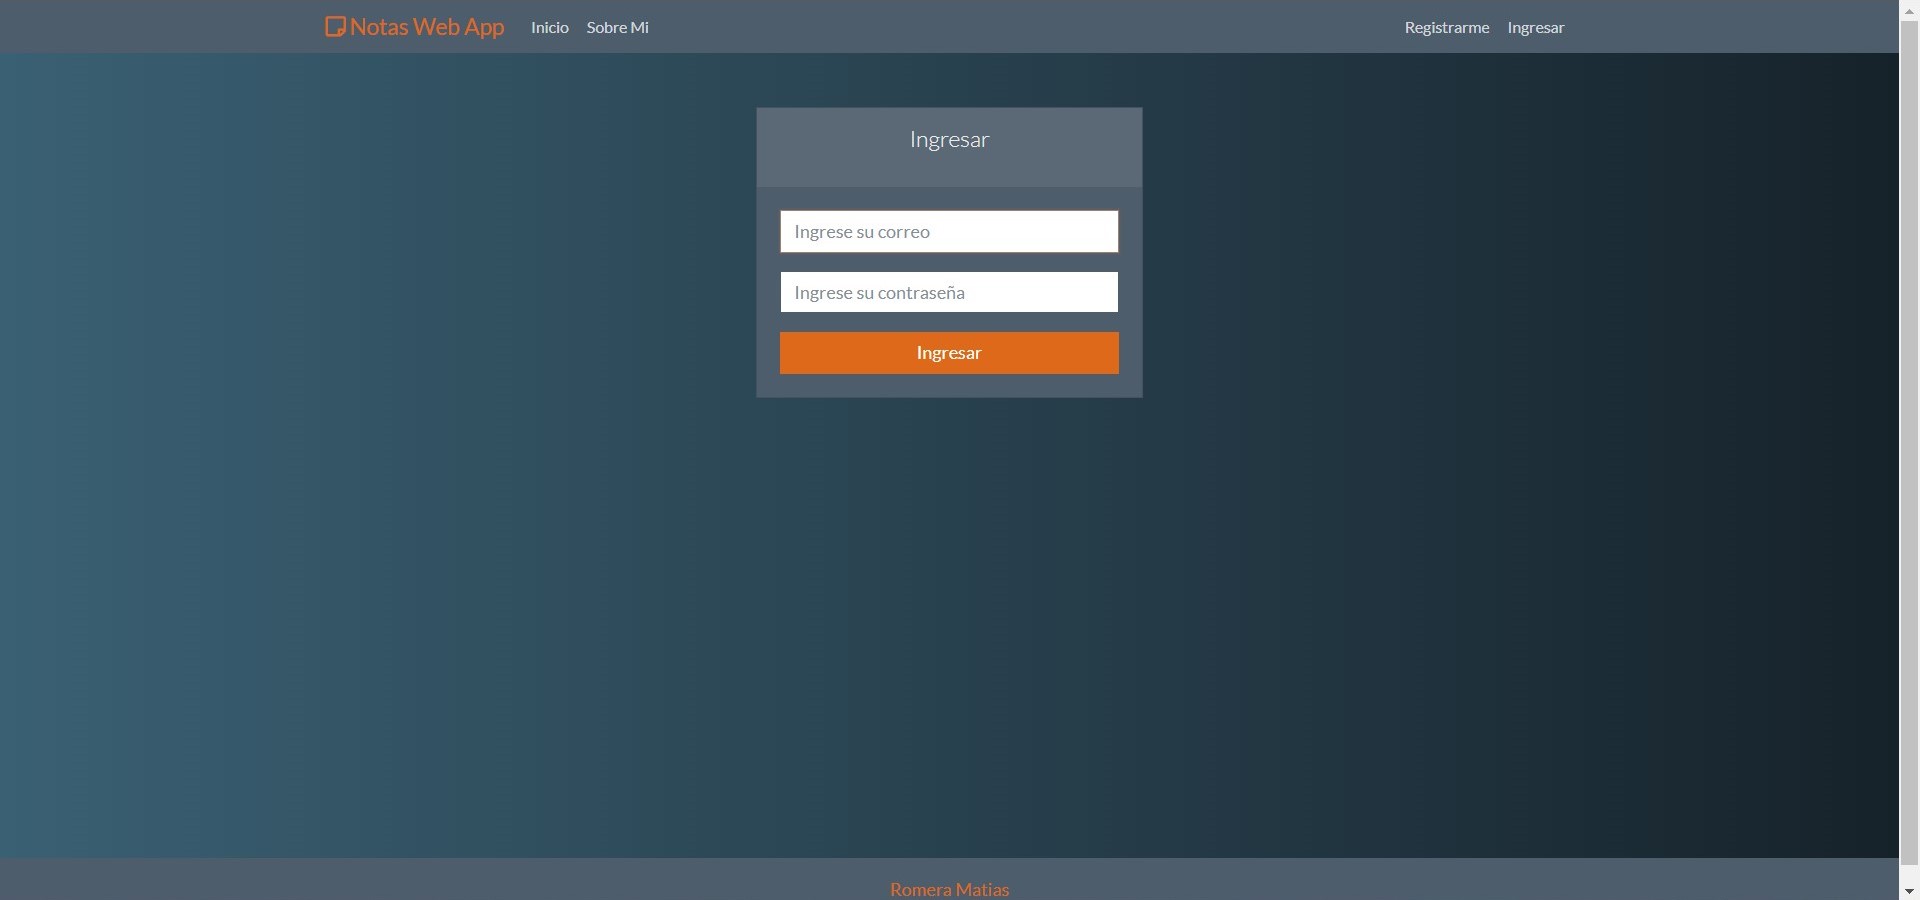 Notas Web App Inicio Sobre Mi Registrarme Ingresar
Ingresar
Ingrese su correo
Ingrese su contraseña
Ingresar
Romera Matias